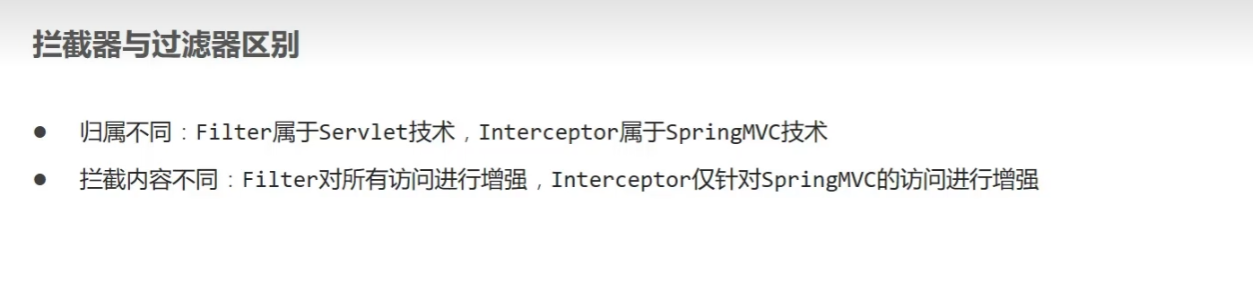 拦截器与过滤器区别
● 归属不同：Filter属于Servlet技术，Interceptor属于SpringMVC技术
● 拦截内容不同：Filter对所有访问进行增强，Interceptor仅针对SpringMVC的访问进行增强